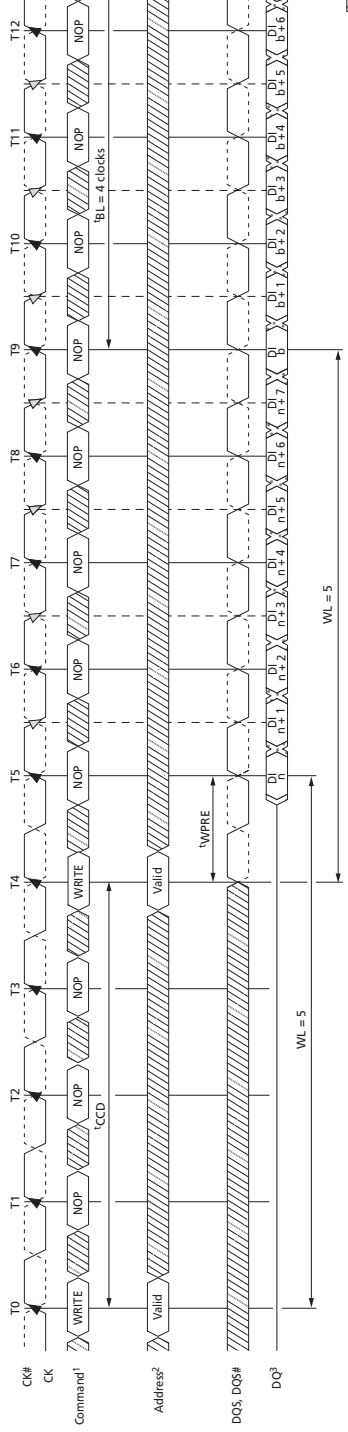 T0 T1 T2 T3 T4 T5 T6 T7 T8 T9 T10 T11 T12
CK#
CK
Command1 WRITE NOP NOP NOP WRITE NOP NOP NOP NOP NOP NOP NOP NOP
tCCD tBL = 4 clocks
Address2 Valid Valid
tWPRE
DQS, DQS#
DQ3 DI n DI n + 1 DI n + 2 DI n + 3 DI n + 4 DI n + 5 DI n + 6 DI n + 7 DI b DI b + 1 DI b + 2 DI b + 3 DI b + 4 DI b + 5 DI b + 6
WL = 5
WL = 5